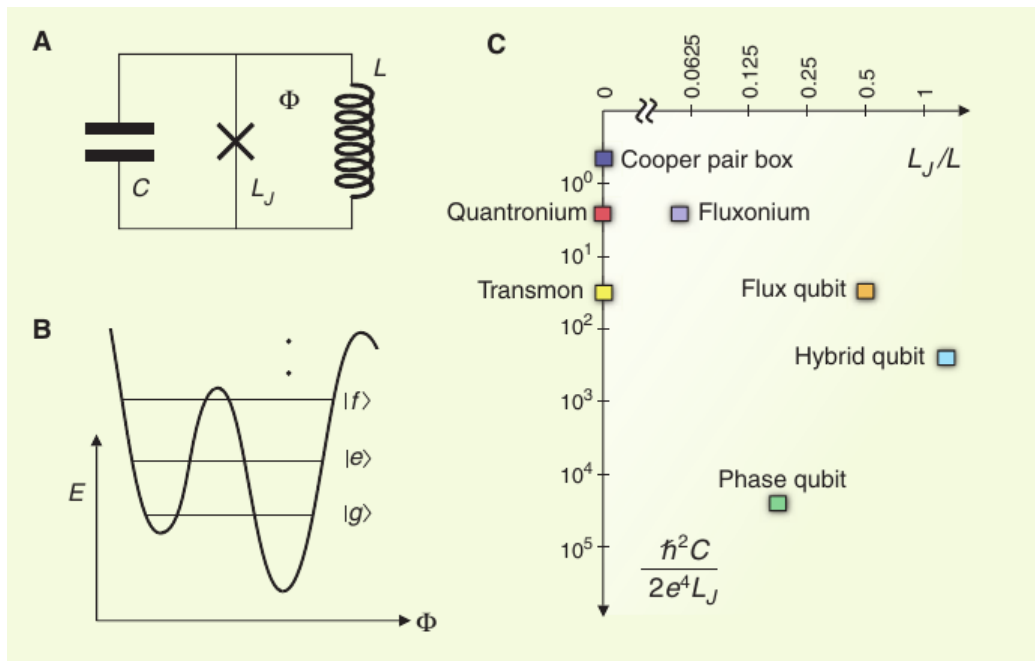 A
C
L_J
Φ
L
B
E
|f⟩
|e⟩
|g⟩
Φ
C
0
0.0625
0.125
0.25
0.5
1
L_J/L
Cooper pair box
10^0
Quantronium
Fluxonium
10^1
Transmon
Flux qubit
10^2
Hybrid qubit
10^3
10^4
Phase qubit
10^5
ℏ^2C
2e^4L_J